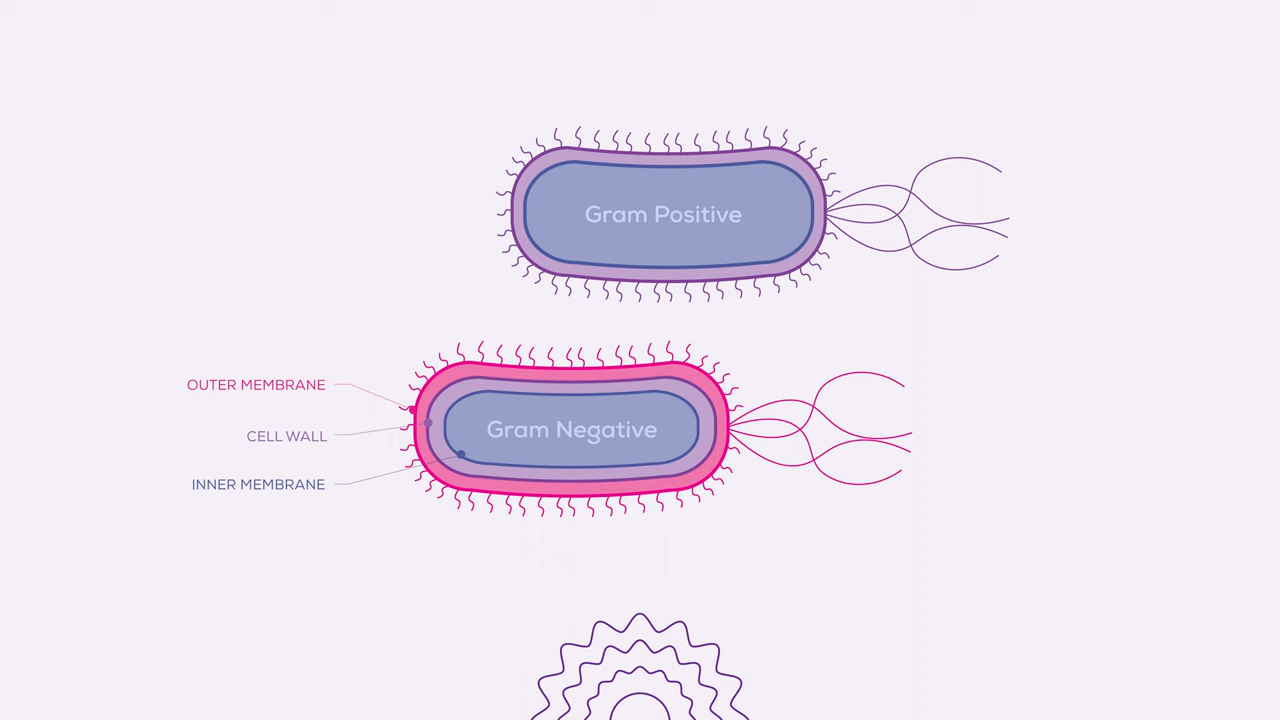 Gram Positive
OUTER MEMBRANE
CELL WALL
Gram Negative
INNER MEMBRANE